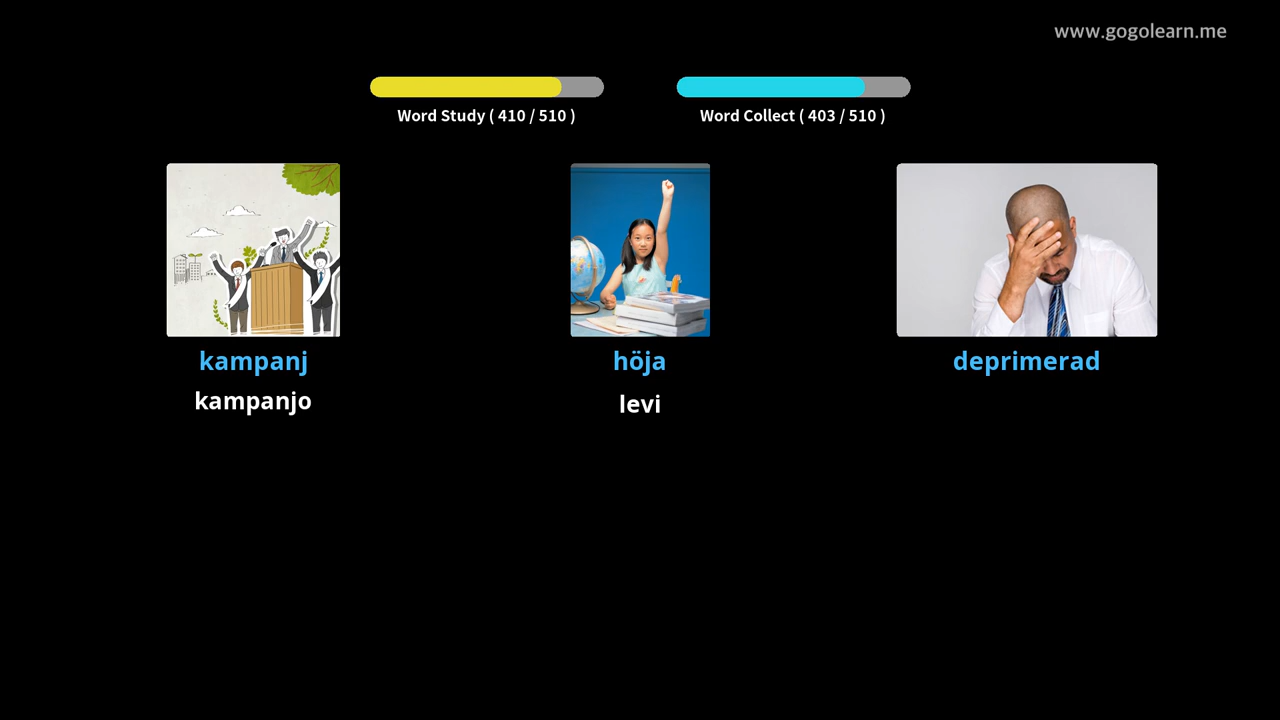 www.gogolearn.me
Word Study ( 410 / 510 )
Word Collect ( 403 / 510 )
kampanj
höja
deprimerad
kampanjo
levi